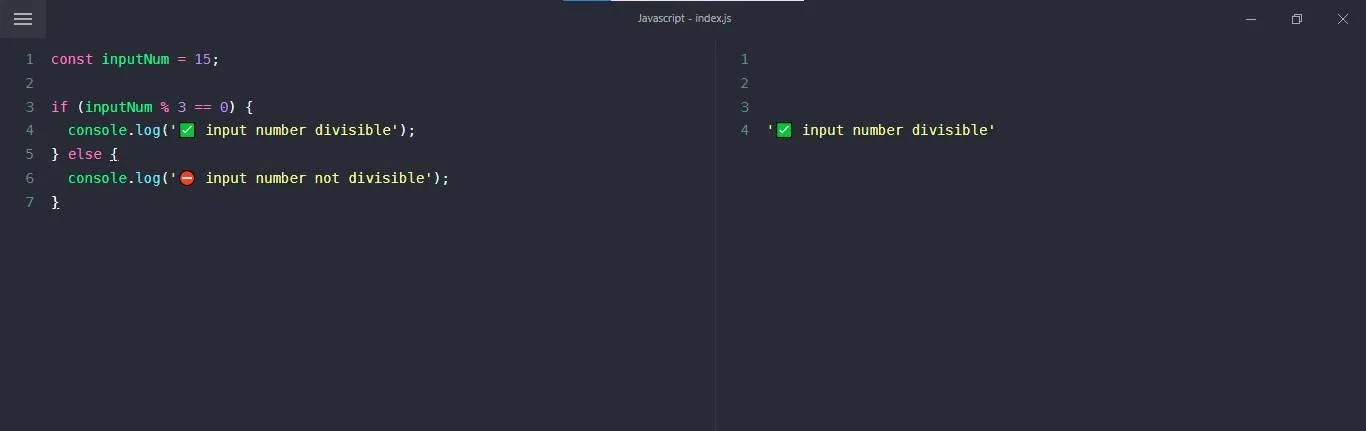 Javascript - index.js
1 const inputNum = 15;
2
3 if (inputNum % 3 == 0) {
4   console.log('✅ input number divisible');
5 } else {
6   console.log('⛔ input number not divisible');
7 }
1
2
3
4 '✅ input number divisible'